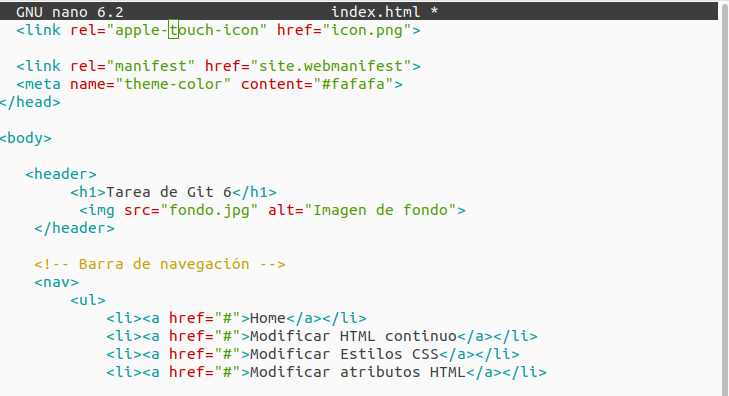 GNU nano 6.2 index.html *
<link rel="apple-touch-icon" href="icon.png">
<link rel="manifest" href="site.webmanifest">
<meta name="theme-color" content="#fafafa">
</head>
<body>
<header>
<h1>Tarea de Git 6</h1>
<img src="fondo.jpg" alt="Imagen de fondo">
</header>
<!-- Barra de navegación -->
<nav>
<ul>
<li><a href="#">Home</a></li>
<li><a href="#">Modificar HTML continuo</a></li>
<li><a href="#">Modificar Estilos CSS</a></li>
<li><a href="#">Modificar atributos HTML</a></li>